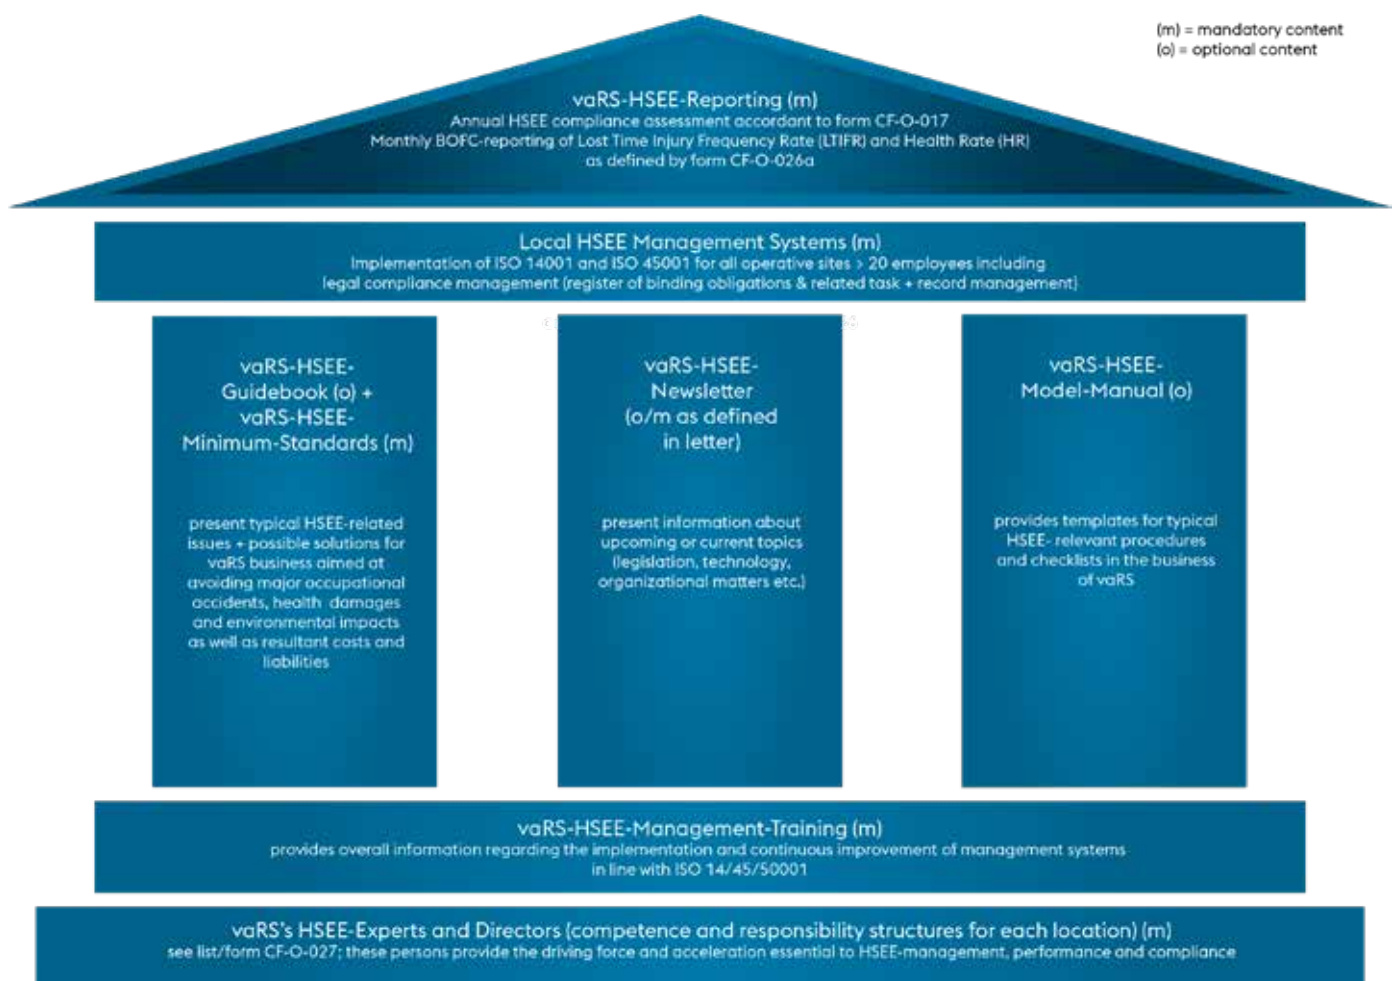 (m) = mandatory content
(o) = optional content
vaRS-HSEE-Reporting (m)
Annual HSEE compliance assessment accordant to form CF-O-017
Monthly BOFC-reporting of Lost Time Injury Frequency Rate (LTIFR) and Health Rate (HR)
as defined by form CF-O-026a
Local HSEE Management Systems (m)
Implementation of ISO 14001 and ISO 45001 for all operative sites > 20 employees including
legal compliance management (register of binding obligations & related task + record management)
vaRS-HSEE-
Guidebook (o) +
vaRS-HSEE-
Minimum-Standards (m)
present typical HSEE-related
issues + possible solutions for
vaRS business aimed at
avoiding major occupational
accidents, health damages
and environmental impacts
as well as resultant costs and
liabilities
vaRS-HSEE-
Newsletter
(o/m as defined
in letter)
present information about
upcoming or current topics
(legislation, technology,
organizational matters etc.)
vaRS-HSEE-
Model-Manual (o)
provides templates for typical
HSEE- relevant procedures
and checklists in the business
of vaRS
vaRS-HSEE-Management-Training (m)
provides overall information regarding the implementation and continuous improvement of management systems
in line with ISO 14/45/50001
vaRS's HSEE-Experts and Directors (competence and responsibility structures for each location) (m)
see list/form CF-O-027; these persons provide the driving force and acceleration essential to HSEE-management, performance and compliance